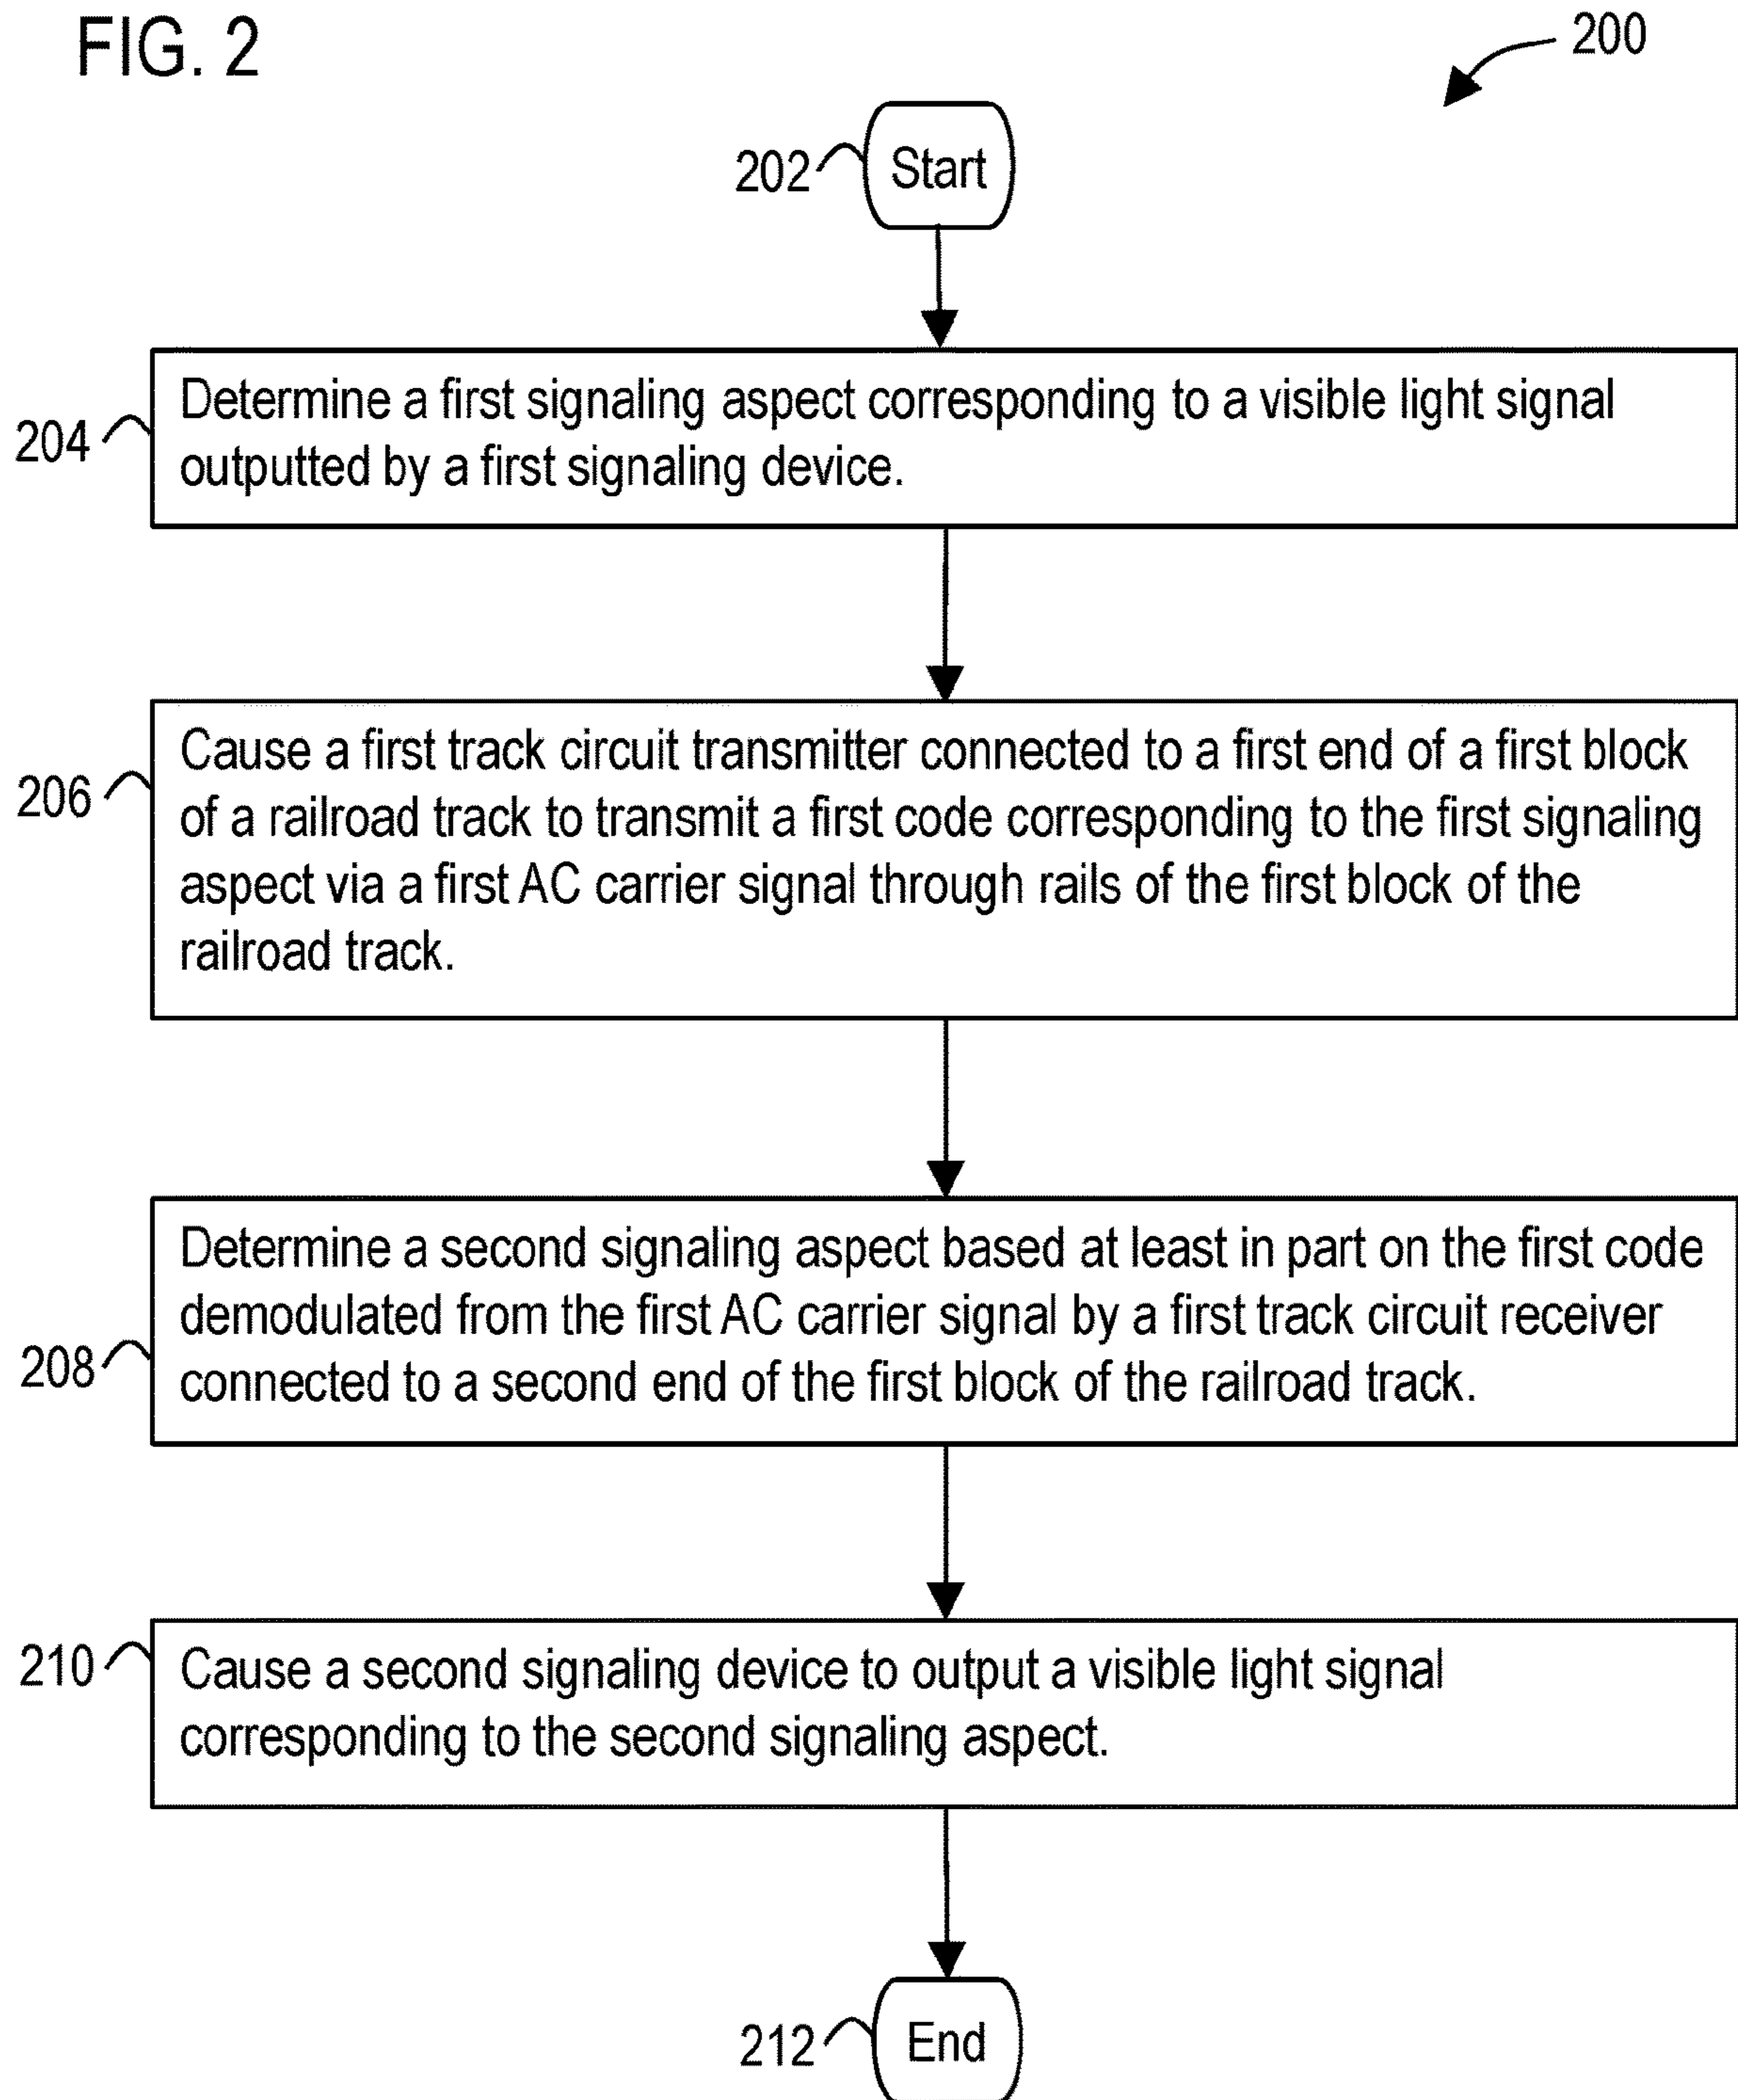 FIG. 2
200
202
Start
204
Determine a first signaling aspect corresponding to a visible light signal
outputted by a first signaling device.
206
Cause a first track circuit transmitter connected to a first end of a first block
of a railroad track to transmit a first code corresponding to the first signaling
aspect via a first AC carrier signal through rails of the first block of the
railroad track.
208
Determine a second signaling aspect based at least in part on the first code
demodulated from the first AC carrier signal by a first track circuit receiver
connected to a second end of the first block of the railroad track.
210
Cause a second signaling device to output a visible light signal
corresponding to the second signaling aspect.
212
End